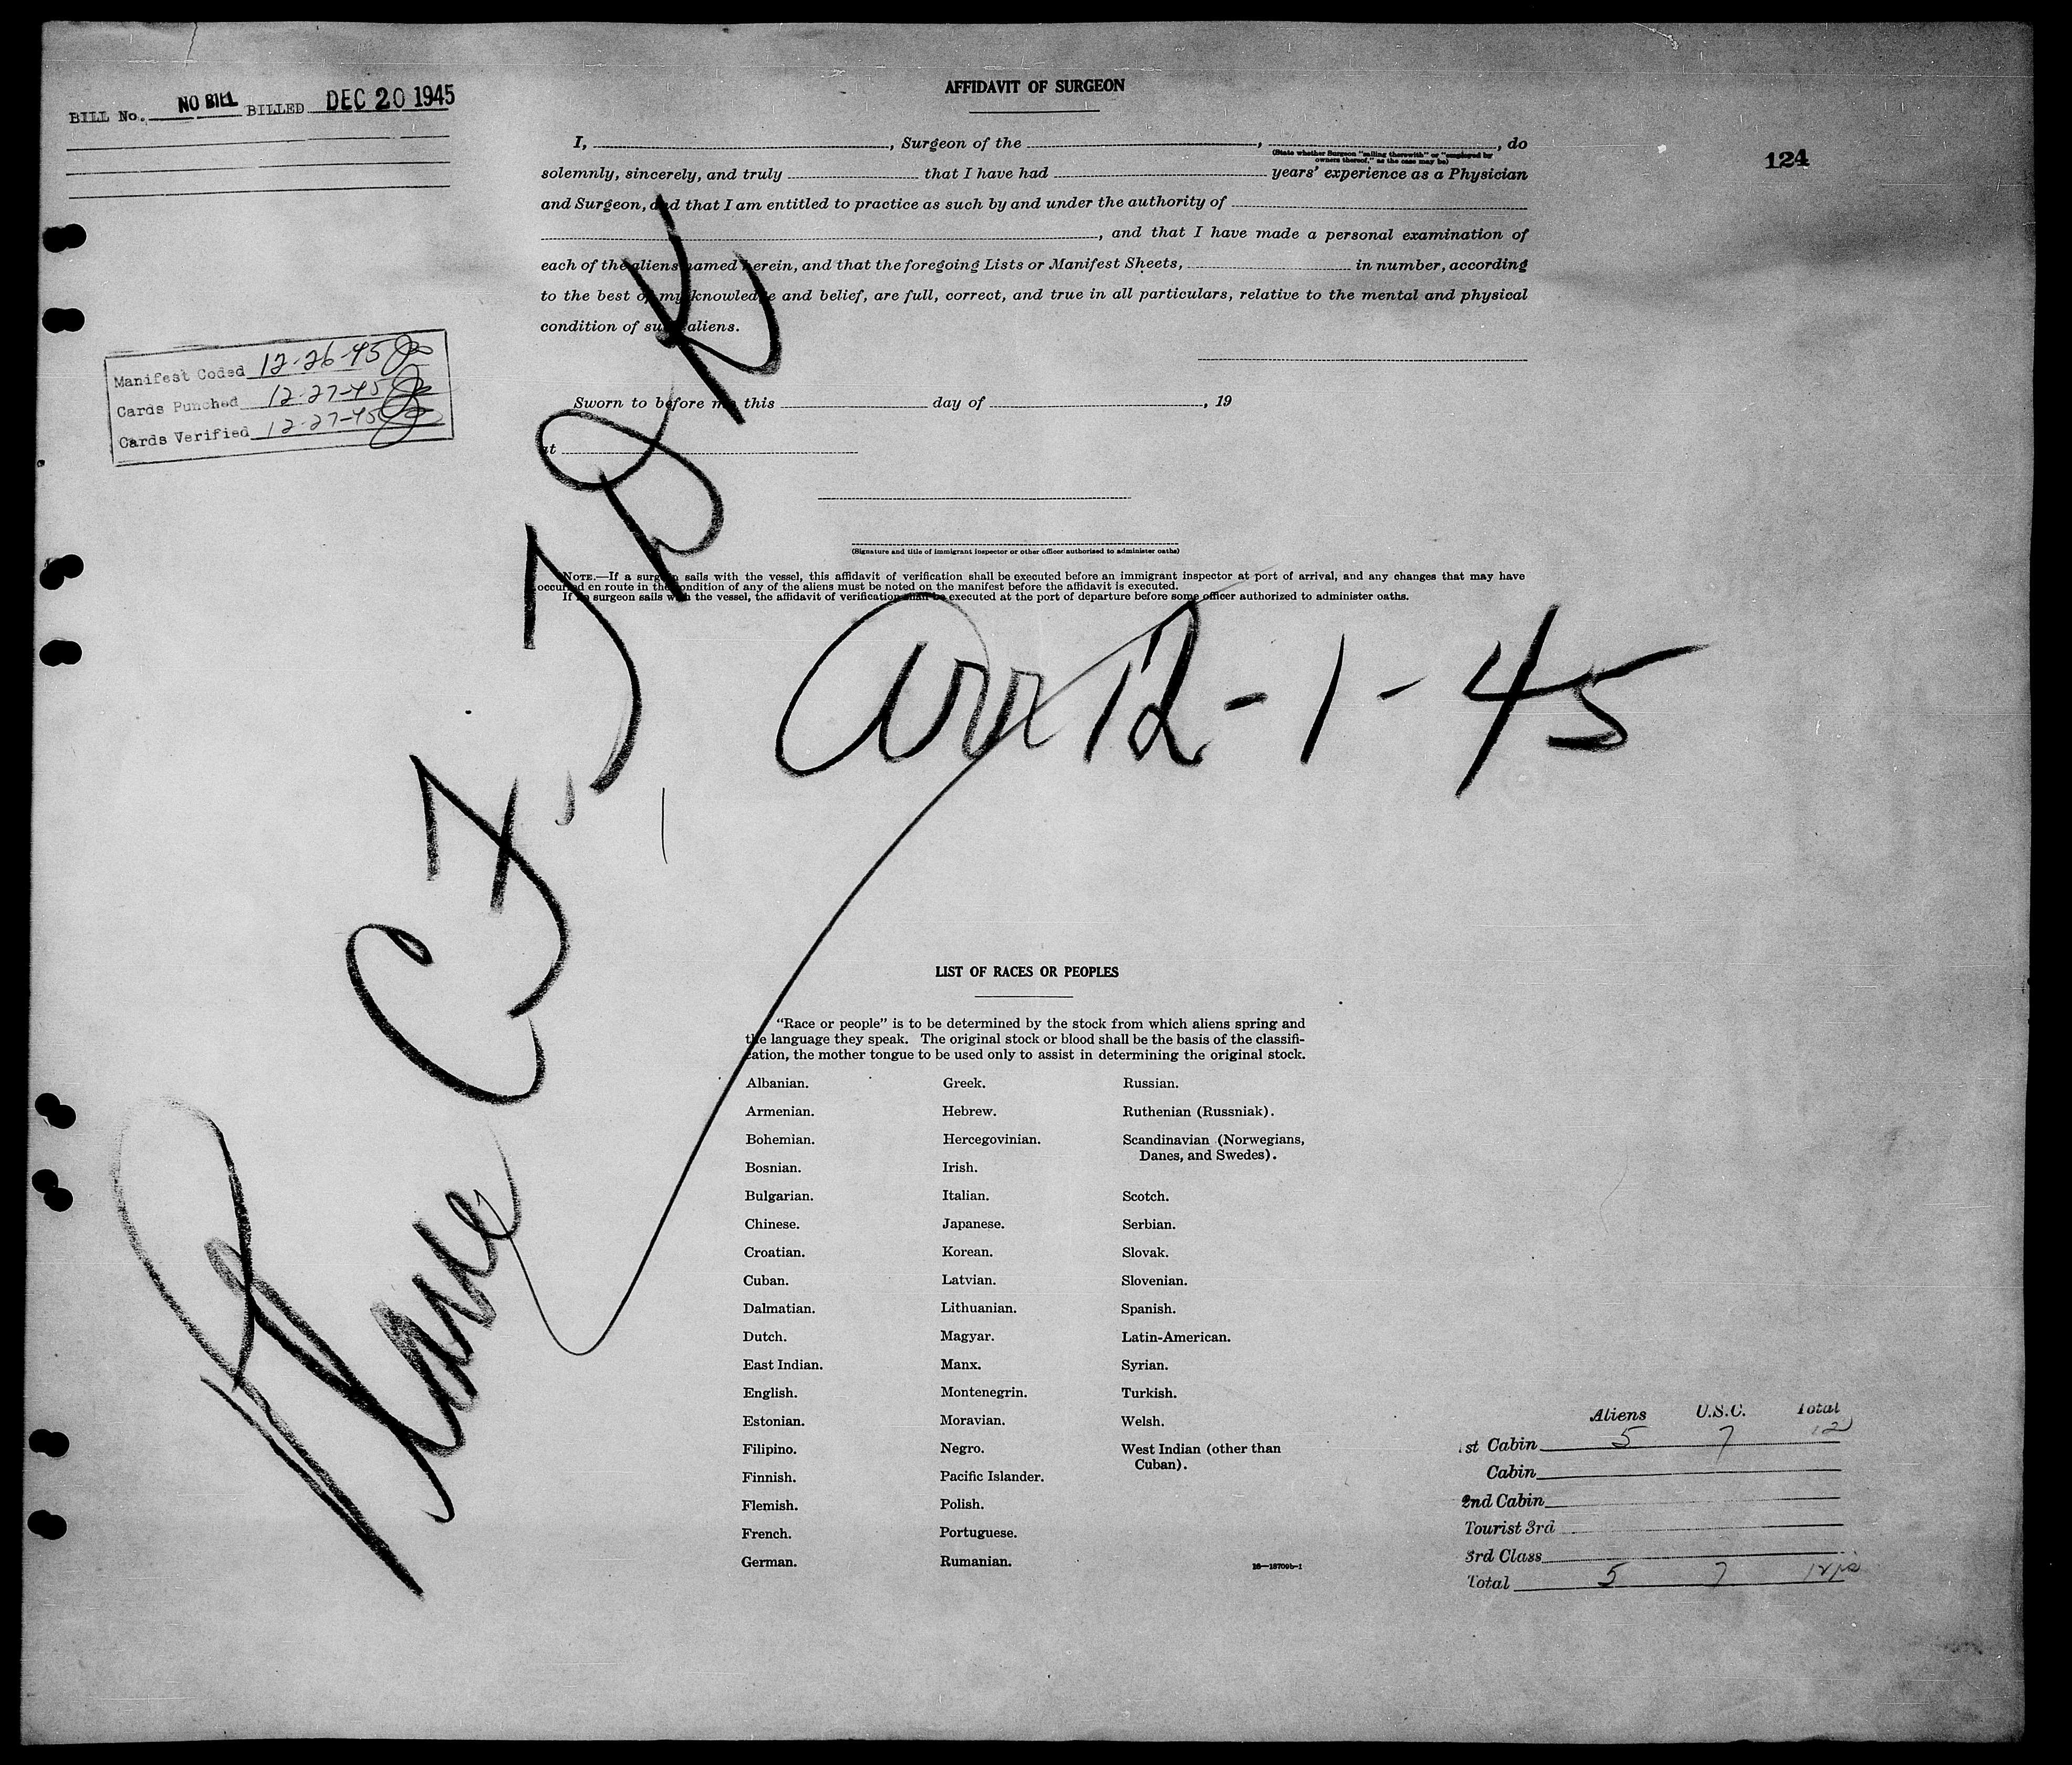 BILL No. NO BILL BILLED DEC 20 1945
124
Manifest Coded 12-26-45
Cards Punched 12-27-45
Cards Verified 12-27-45
AFFIDAVIT OF SURGEON
I, , Surgeon of the , , do
(State whether Surgeon "sailing therewith" or "employed by
owners thereof," as the case may be)
solemnly, sincerely, and truly that I have had years' experience as a Physician
and Surgeon, and that I am entitled to practice as such by and under the authority of
, and that I have made a personal examination of
each of the aliens named herein, and that the foregoing Lists or Manifest Sheets, in number, according
to the best of my knowledge and belief, are full, correct, and true in all particulars, relative to the mental and physical
condition of such aliens.
Sworn to before me this day of , 19
at
(Signature and title of immigrant inspector or other officer authorized to administer oaths)
NOTE.—If a surgeon sails with the vessel, this affidavit of verification shall be executed before an immigrant inspector at port of arrival, and any changes that may have
occurred en route in the condition of any of the aliens must be noted on the manifest before the affidavit is executed.
If no surgeon sails with the vessel, the affidavit of verification shall be executed at the port of departure before some officer authorized to administer oaths.
Plane CF-TDK
Arr 12-1-45
LIST OF RACES OR PEOPLES
"Race or people" is to be determined by the stock from which aliens spring and
the language they speak. The original stock or blood shall be the basis of the classifi-
cation, the mother tongue to be used only to assist in determining the original stock.
Albanian.
Armenian.
Bohemian.
Bosnian.
Bulgarian.
Chinese.
Croatian.
Cuban.
Dalmatian.
Dutch.
East Indian.
English.
Estonian.
Filipino.
Finnish.
Flemish.
French.
German.
Greek.
Hebrew.
Hercegovinian.
Irish.
Italian.
Japanese.
Korean.
Latvian.
Lithuanian.
Magyar.
Manx.
Montenegrin.
Moravian.
Negro.
Pacific Islander.
Polish.
Portuguese.
Rumanian.
Russian.
Ruthenian (Russniak).
Scandinavian (Norwegians,
Danes, and Swedes).
Scotch.
Serbian.
Slovak.
Slovenian.
Spanish.
Latin-American.
Syrian.
Turkish.
Welsh.
West Indian (other than
Cuban).
16—18709b-1
Aliens U.S.C. Total
1st Cabin 5 7 12
Cabin
2nd Cabin
Tourist 3rd
3rd Class
Total 5 7 12